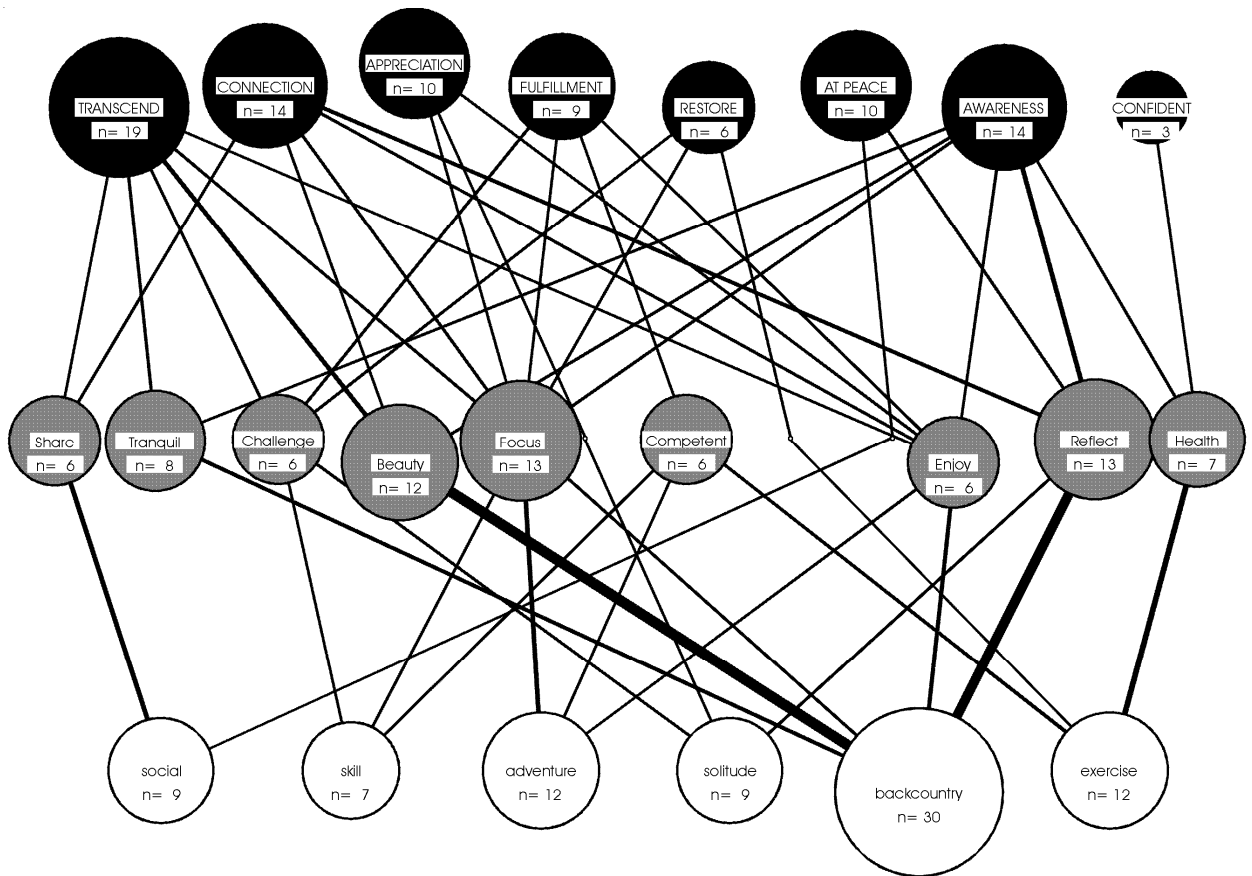 TRANSCEND
n= 19
CONNECTION
n= 14
APPRECIATION
n= 10
FULFILLMENT
n= 9
RESTORE
n= 6
AT PEACE
n= 10
AWARENESS
n= 14
CONFIDENT
n= 3
Sharc
n= 6
Tranquil
n= 8
Challenge
n= 6
Beauty
n= 12
Focus
n= 13
Competent
n= 6
Enjoy
n= 6
Reflect
n= 13
Health
n= 7
social
n= 9
skill
n= 7
adventure
n= 12
solitude
n= 9
backcountry
n= 30
exercise
n= 12